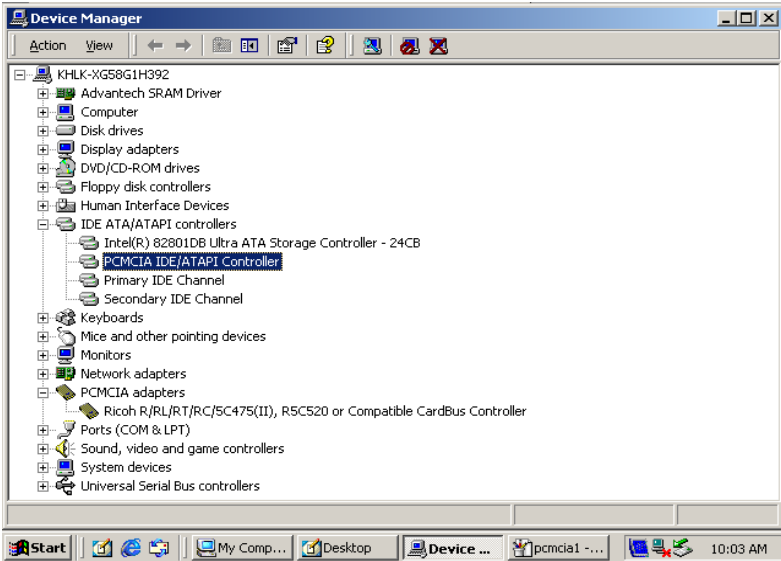 Device Manager
Action View
KHLK-XG58G1H392
Advantech SRAM Driver
Computer
Disk drives
Display adapters
DVD/CD-ROM drives
Floppy disk controllers
Human Interface Devices
IDE ATA/ATAPI controllers
Intel(R) 82801DB Ultra ATA Storage Controller - 24CB
PCMCIA IDE/ATAPI Controller
Primary IDE Channel
Secondary IDE Channel
Keyboards
Mice and other pointing devices
Monitors
Network adapters
PCMCIA adapters
Ricoh R/RL/RT/RC/5C475(II), R5C520 or Compatible CardBus Controller
Ports (COM & LPT)
Sound, video and game controllers
System devices
Universal Serial Bus controllers
Start My Comp... Desktop Device ... pcmcia1 -... 10:03 AM